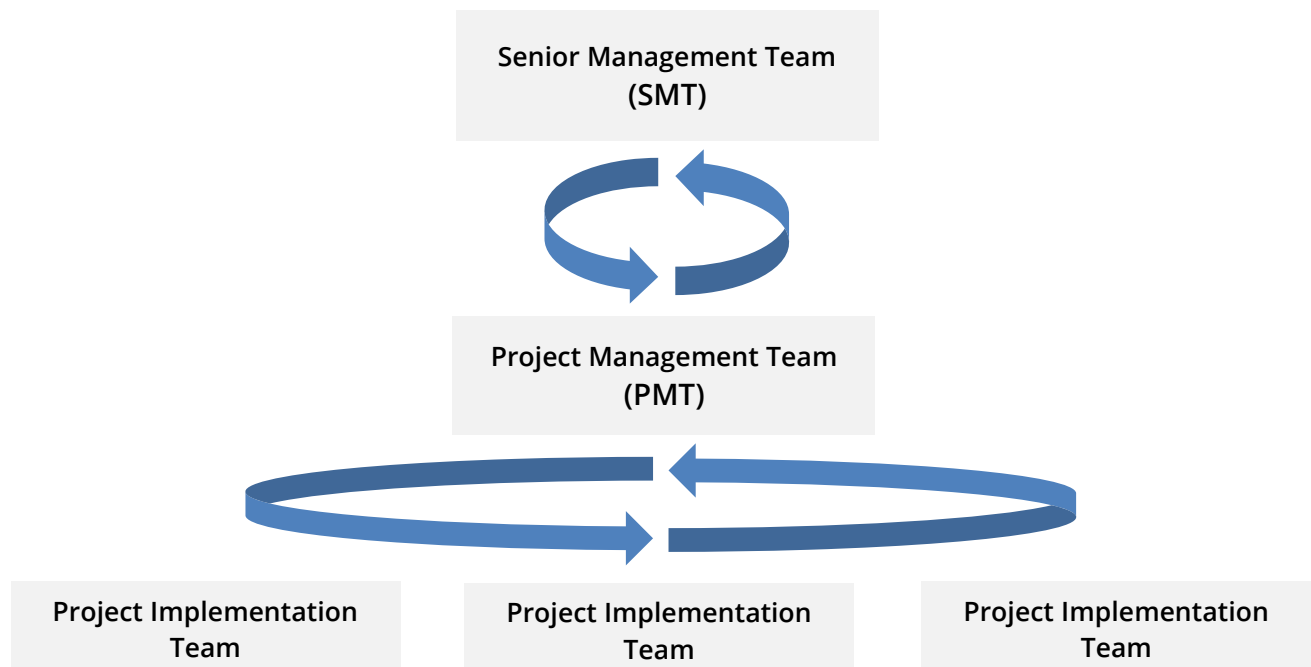 Senior Management Team
(SMT)
Project Management Team
(PMT)
Project Implementation
Team
Project Implementation
Team
Project Implementation
Team